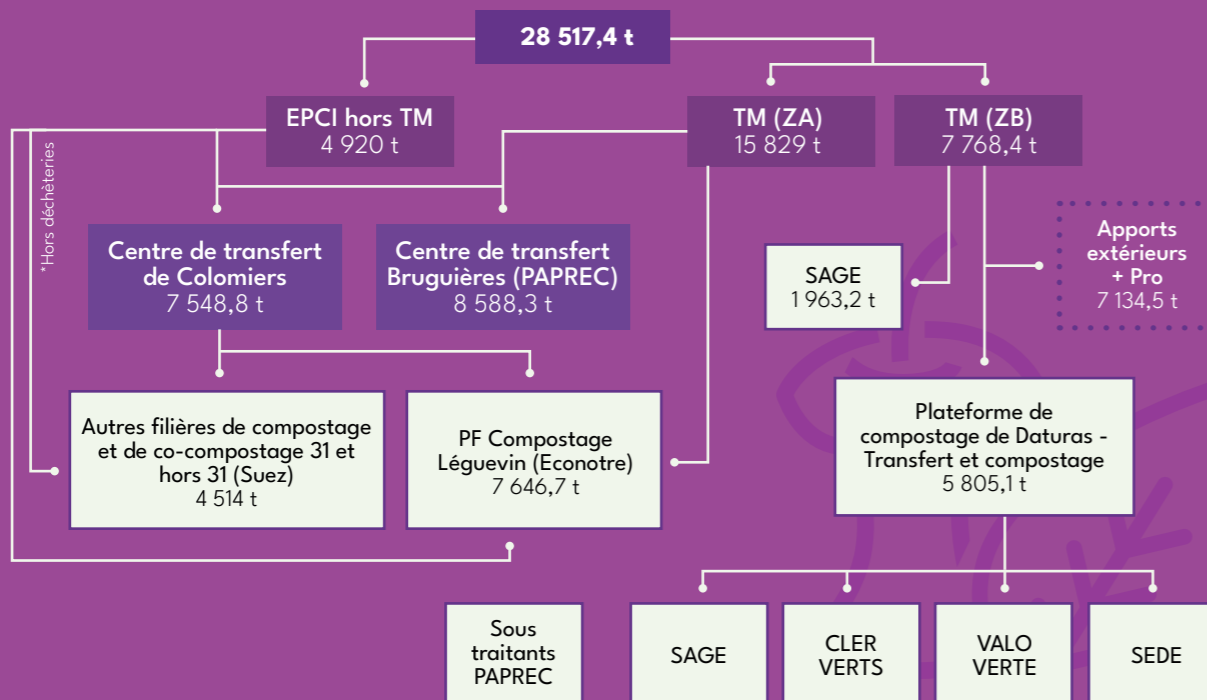 28 517,4 t
EPCI hors TM
4 920 t
TM (ZA)
15 829 t
TM (ZB)
7 768,4 t
*Hors déchèteries
Centre de transfert
de Colomiers
7 548,8 t
Centre de transfert
Bruguières (PAPREC)
8 588,3 t
SAGE
1 963,2 t
Apports
extérieurs
+ Pro
7 134,5 t
Autres filières de compostage
et de co-compostage 31 et
hors 31 (Suez)
4 514 t
PF Compostage
Léguevin (Econotre)
7 646,7 t
Plateforme de
compostage de Daturas -
Transfert et compostage
5 805,1 t
Sous
traitants
PAPREC
SAGE
CLER
VERTS
VALO
VERTE
SEDE